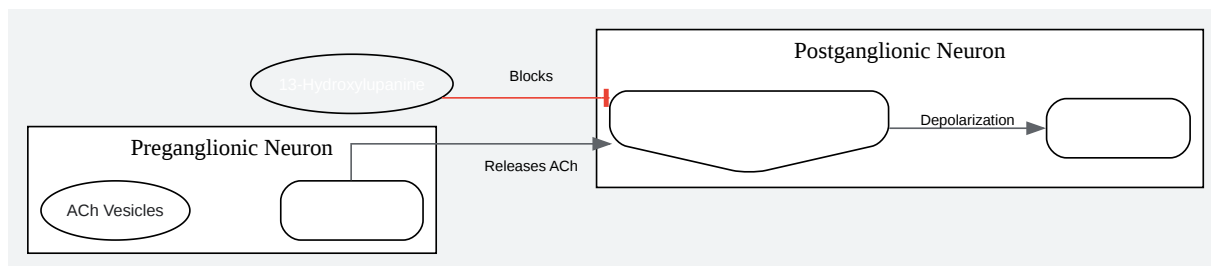 Postganglionic Neuron
Blocks
13-Hydroxylupanine
Depolarization
Preganglionic Neuron
Releases ACh
ACh Vesicles